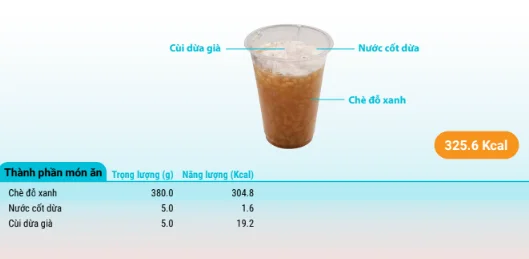 Cùi dừa già
Nước cốt dừa
Chè đỗ xanh
325.6 Kcal
Thành phần món ăn Trọng lượng (g) Năng lượng (Kcal)
Chè đỗ xanh 380.0 304.8
Nước cốt dừa 5.0 1.6
Cùi dừa già 5.0 19.2